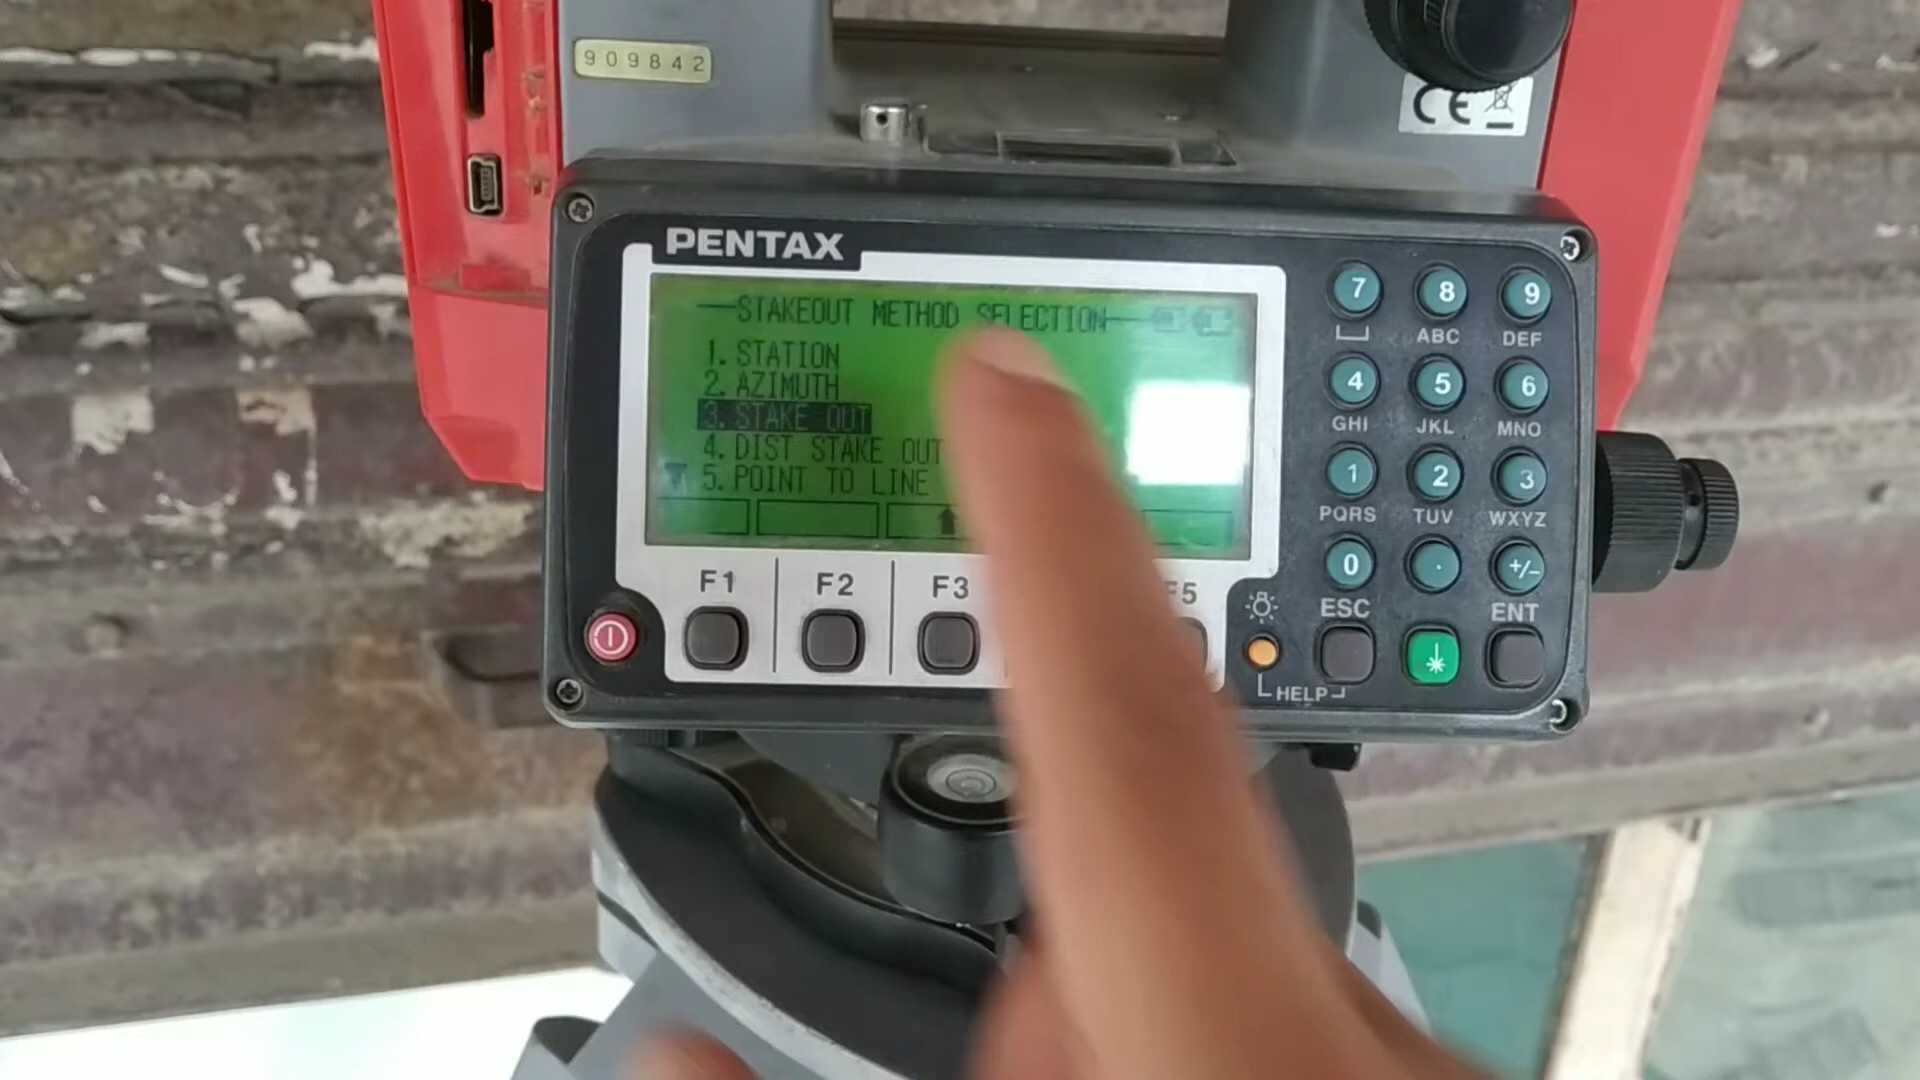 909842
CE
PENTAX
STAKEOUT METHOD SELECTION
1. STATION
2. AZIMUTH
3. STAKE OUT
4. DIST STAKE OUT
5. POINT TO LINE
7 8 9
ABC DEF
4 5 6
GHI JKL MNO
1 2 3
PQRS TUV WXYZ
0 . +/-
F1 F2 F3 F5
ESC ENT
HELP